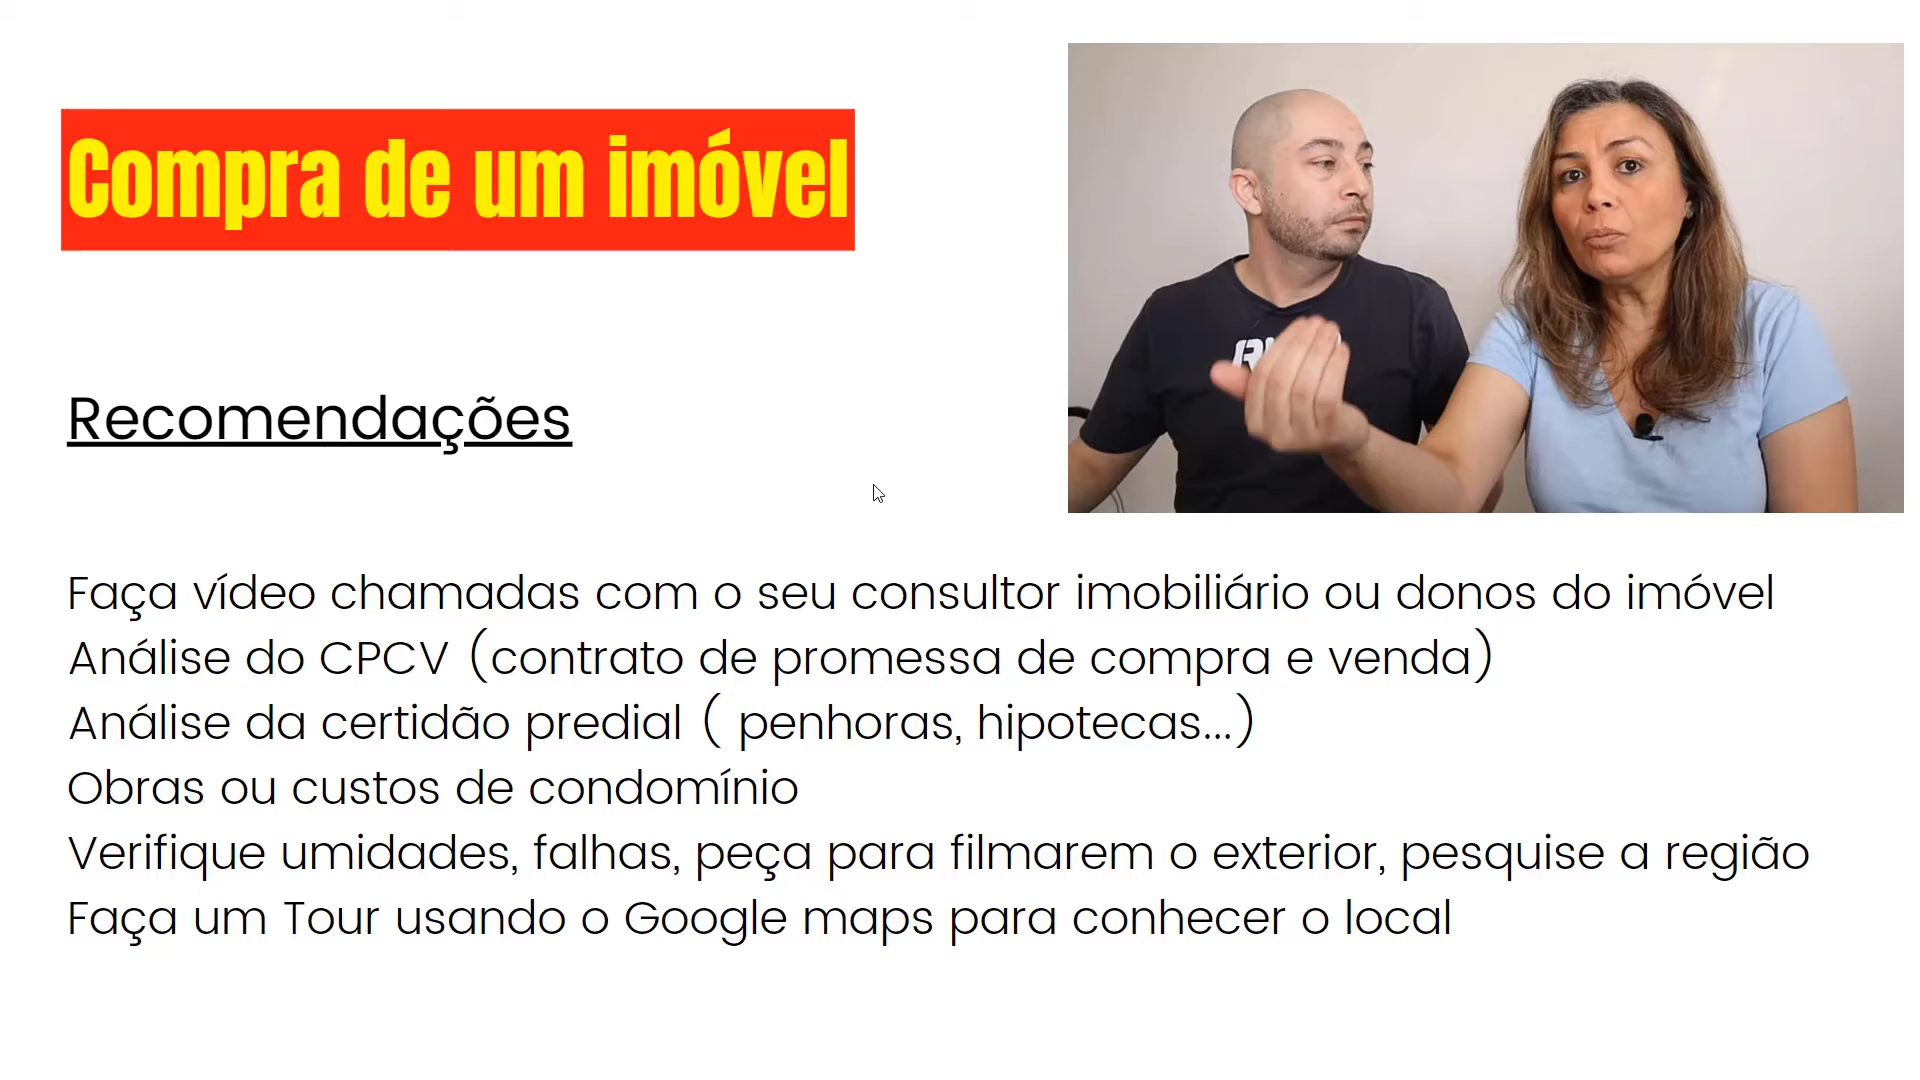 Compra de um imóvel
Recomendações
Faça vídeo chamadas com o seu consultor imobiliário ou donos do imóvel
Análise do CPCV (contrato de promessa de compra e venda)
Análise da certidão predial ( penhoras, hipotecas...)
Obras ou custos de condomínio
Verifique umidades, falhas, peça para filmarem o exterior, pesquise a região
Faça um Tour usando o Google maps para conhecer o local